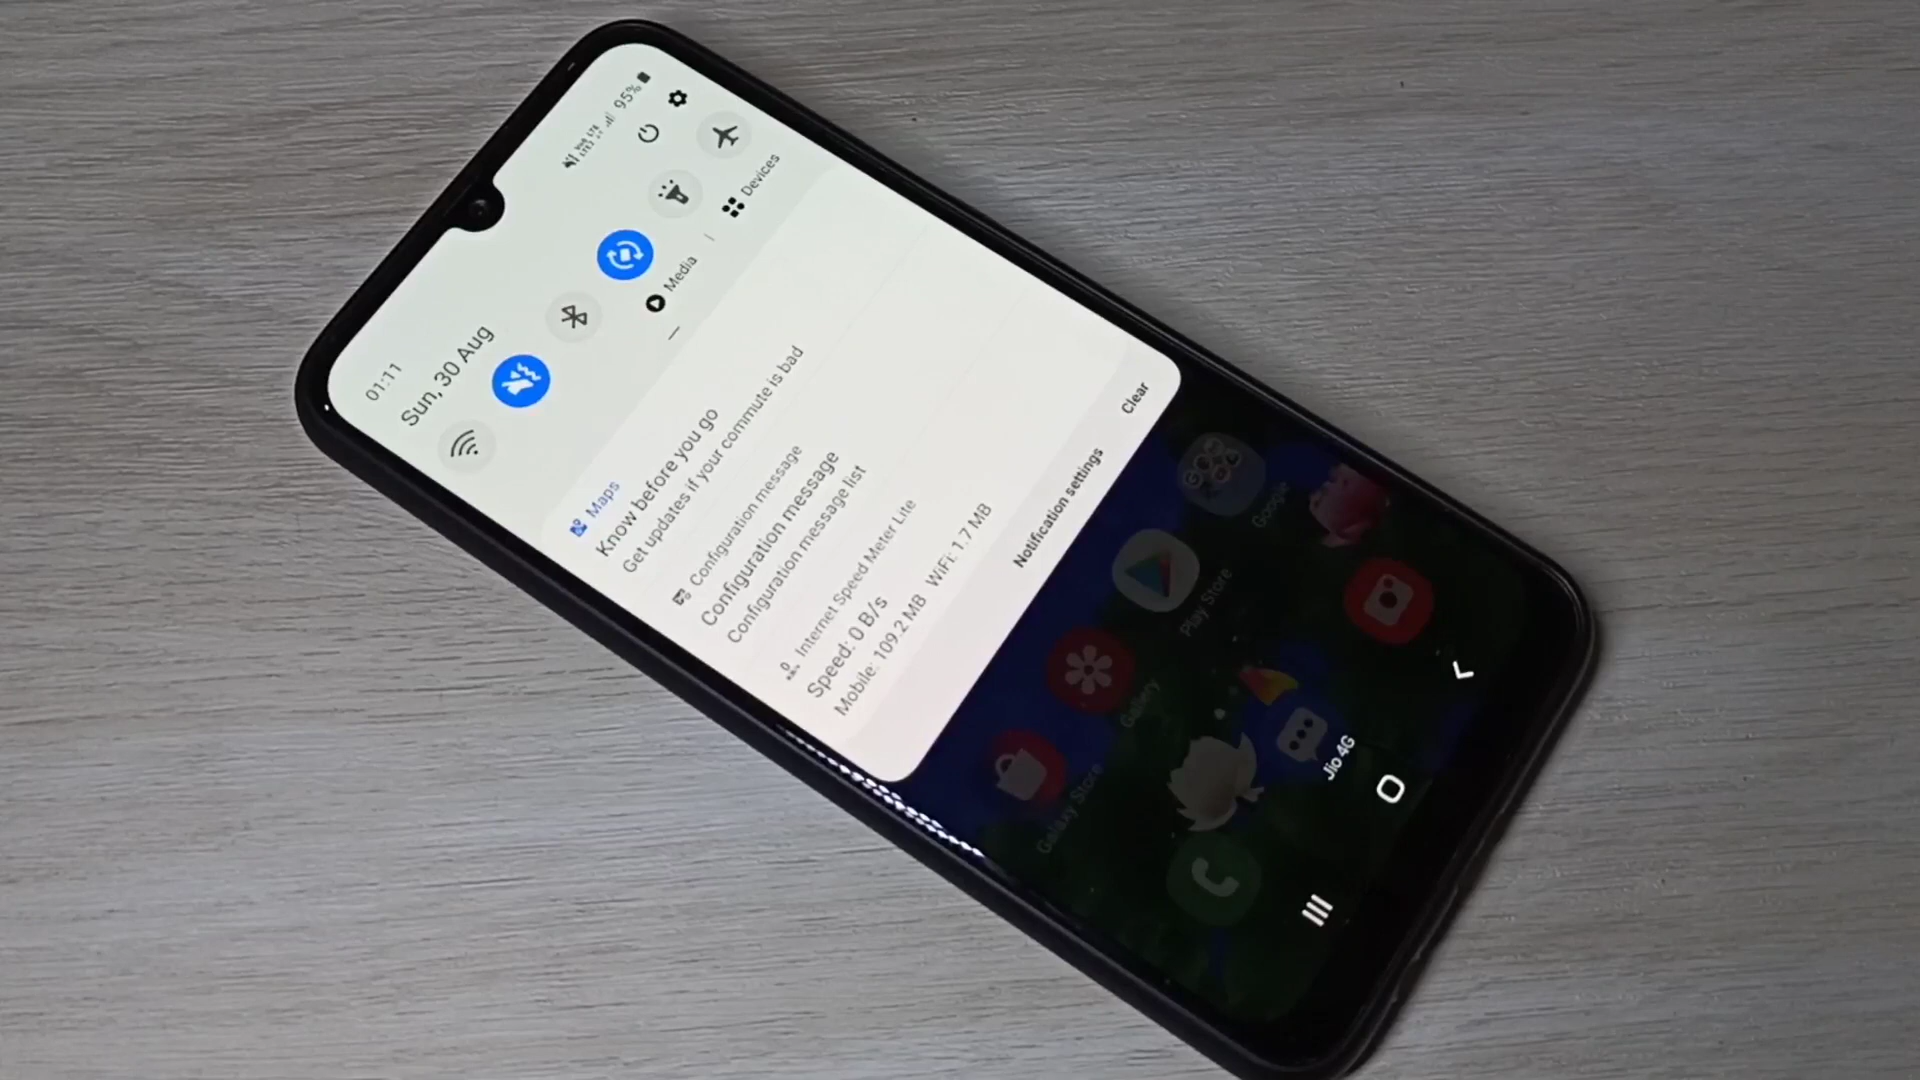 01:11
95%
Sun, 30 Aug
Media
Devices
Maps
Know before you go
Get updates if your commute is bad
Configuration message
Configuration message
Configuration message list
Internet Speed Meter Lite
Speed: 0 B/s
Mobile: 109.2 MB WiFi: 1.7 MB
Notification settings
Clear
Galaxy Store
Gallery
Play Store
Google
Jio 4G